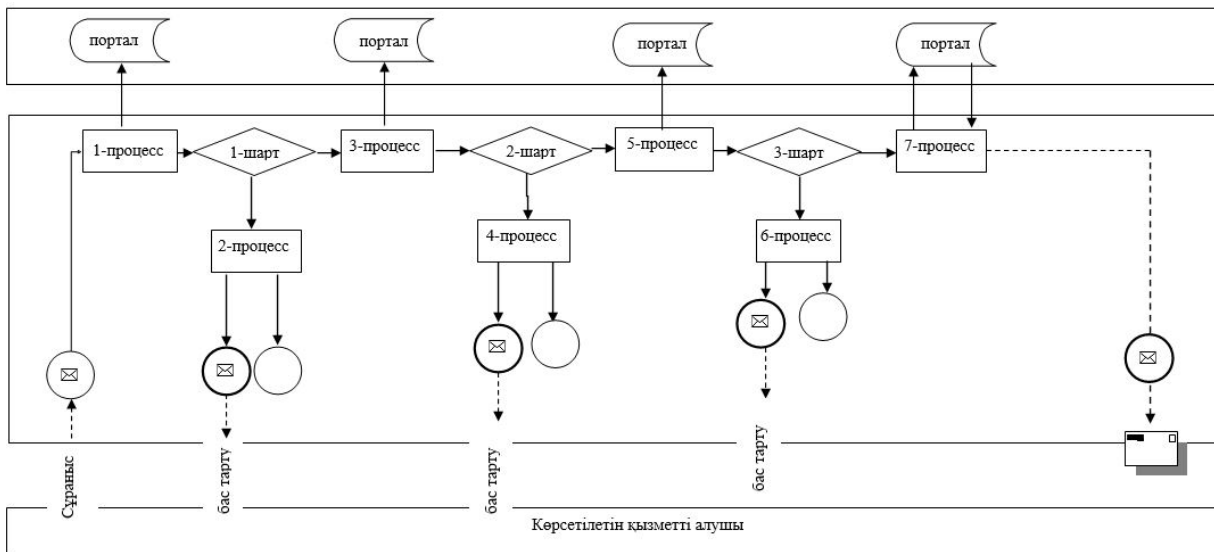 портал
портал
портал
портал
1-процесс
1-шарт
3-процесс
2-шарт
5-процесс
3-шарт
7-процесс
2-процесс
4-процесс
6-процесс
Сұраныс
бас тарту
бас тарту
бас тарту
Көрсетілетін қызметті алушы